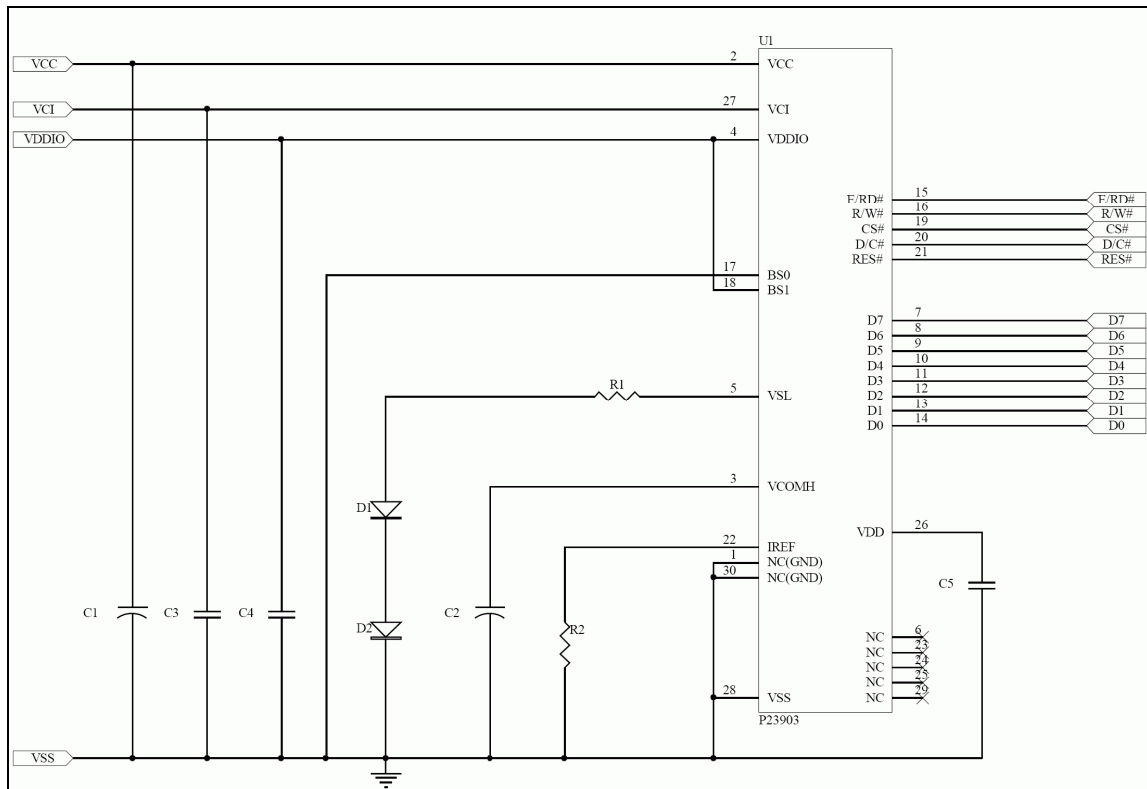 U1
VCC 2 VCC
VCI 27 VCI
VDDIO 4 VDDIO
E/RD# 15 E/RD#
R/W# 16 R/W#
CS# 19 CS#
D/C# 20 D/C#
RES# 21 RES#
17 BS0
18 BS1
D7 7 D7
D6 8 D6
D5 9 D5
D4 10 D4
D3 11 D3
D2 12 D2
D1 13 D1
D0 14 D0
R1 5 VSL
3 VCOMH
D1
VDD 26
22 IREF
1 NC(GND)
30 NC(GND)
C5
C1 C3 C4 C2
D2 R2
NC 6
NC 23
NC 24
NC 25
NC 29
28 VSS
P23903
VSS